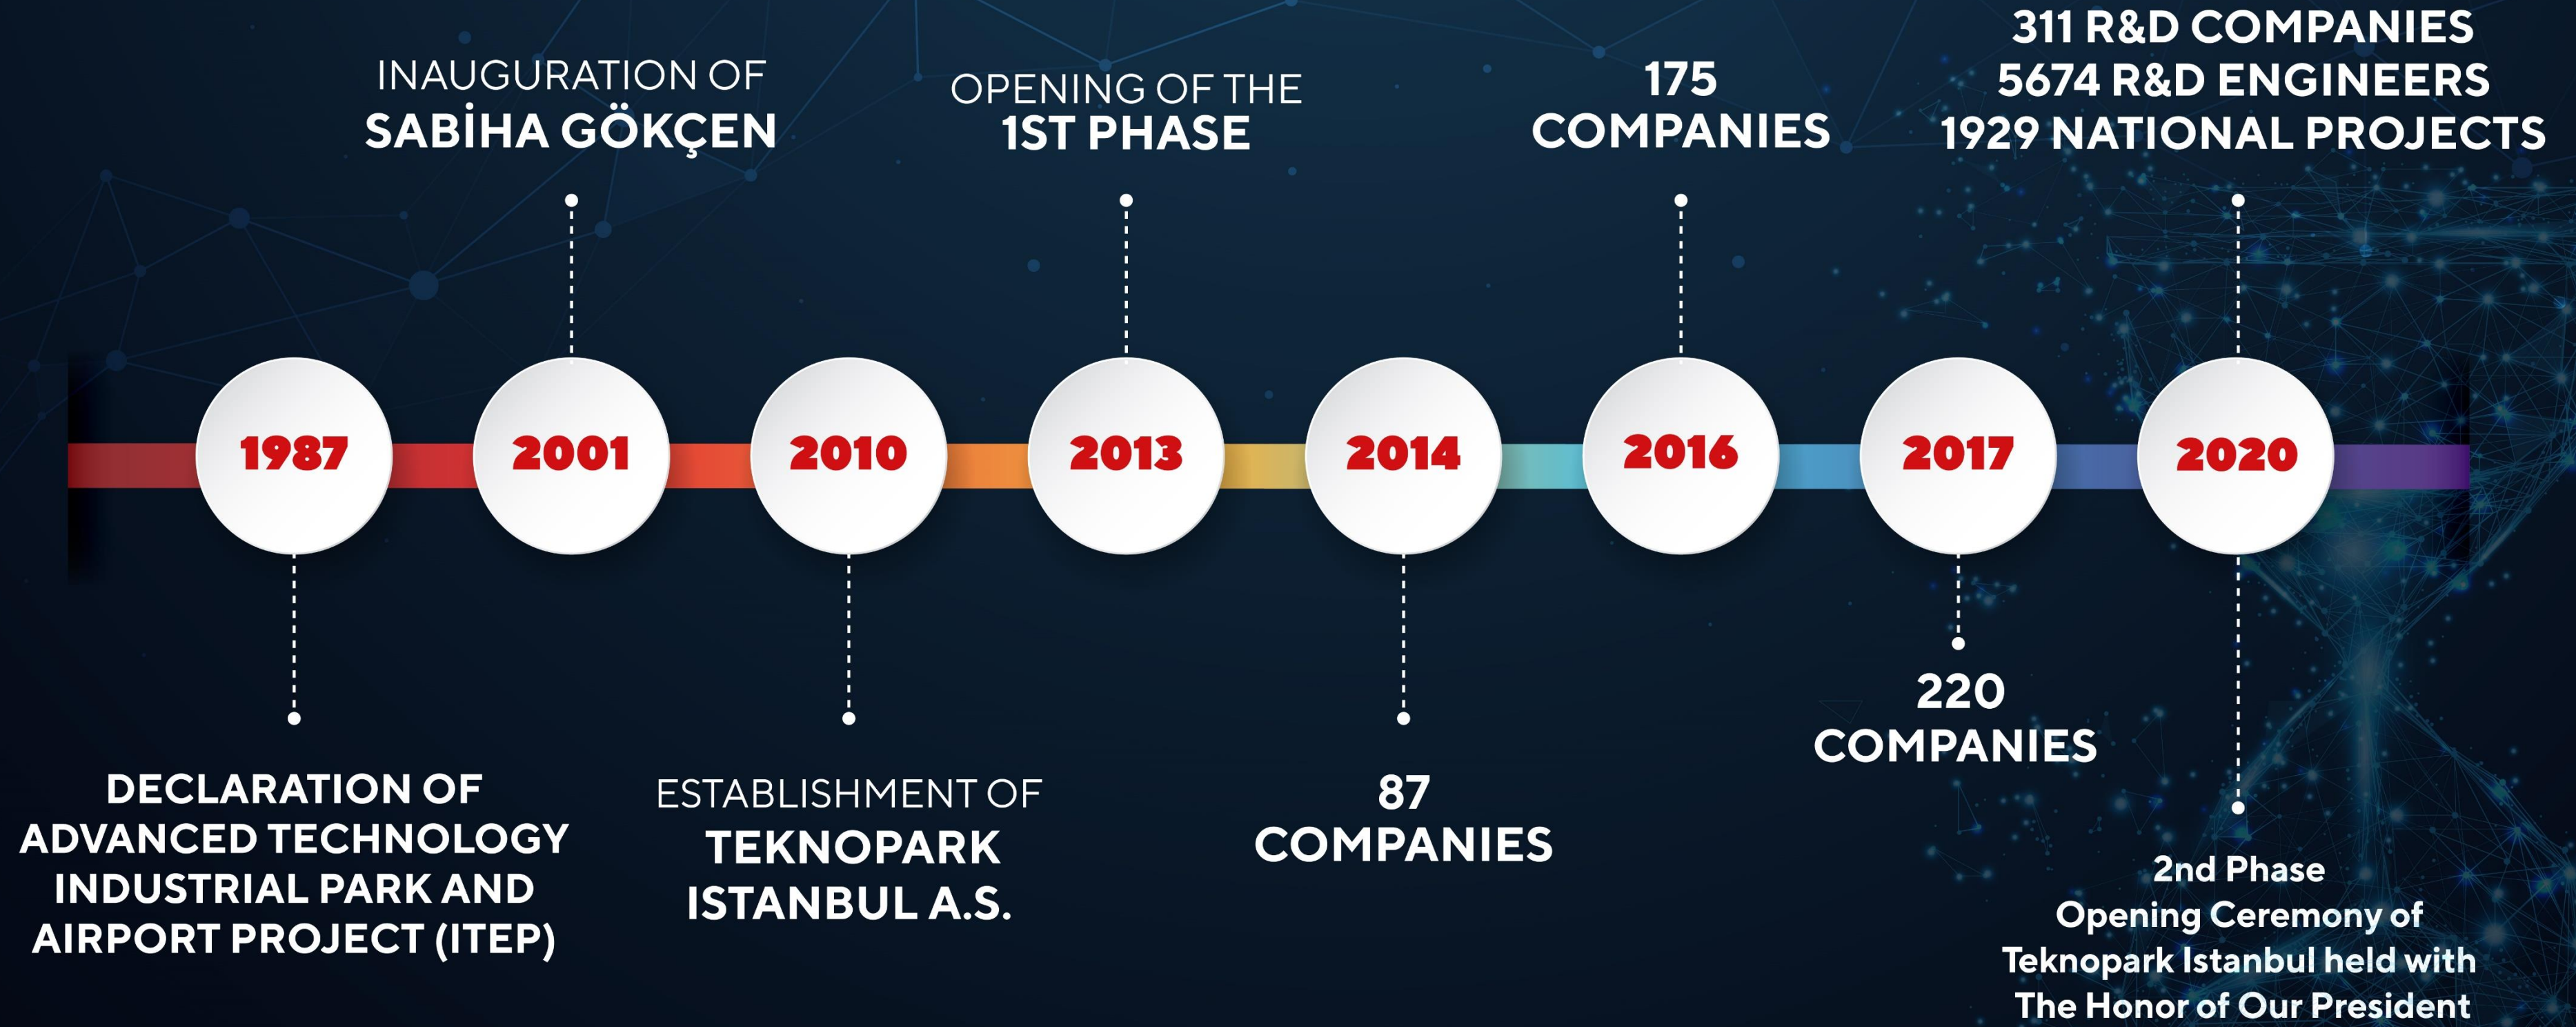 311 R&D COMPANIES
5674 R&D ENGINEERS
1929 NATIONAL PROJECTS
INAUGURATION OF
SABİHA GÖKÇEN
OPENING OF THE
1ST PHASE
175
COMPANIES
1987
2001
2010
2013
2014
2016
2017
2020
DECLARATION OF
ADVANCED TECHNOLOGY
INDUSTRIAL PARK AND
AIRPORT PROJECT (ITEP)
ESTABLISHMENT OF
TEKNOPARK
ISTANBUL A.S.
87
COMPANIES
220
COMPANIES
2nd Phase
Opening Ceremony of
Teknopark Istanbul held with
The Honor of Our President